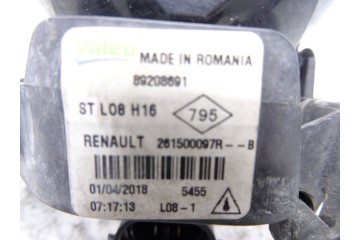 Valeo
MADE IN ROMANIA
89208691
ST L08 H16 795
RENAULT 261500097R--B
01/04/2018 5455
07:17:13 L08-1